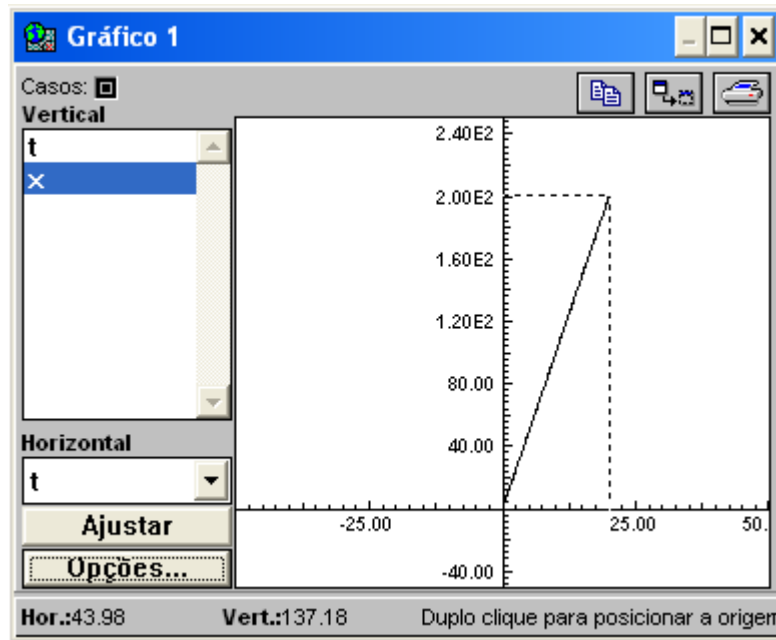 Gráfico 1
Casos:
Vertical
t
x
Horizontal
t
Ajustar
Opções...
2.40E2
2.00E2
1.60E2
1.20E2
80.00
40.00
-25.00
25.00
50.
-40.00
Hor.:43.98
Vert.:137.18
Duplo clique para posicionar a origem